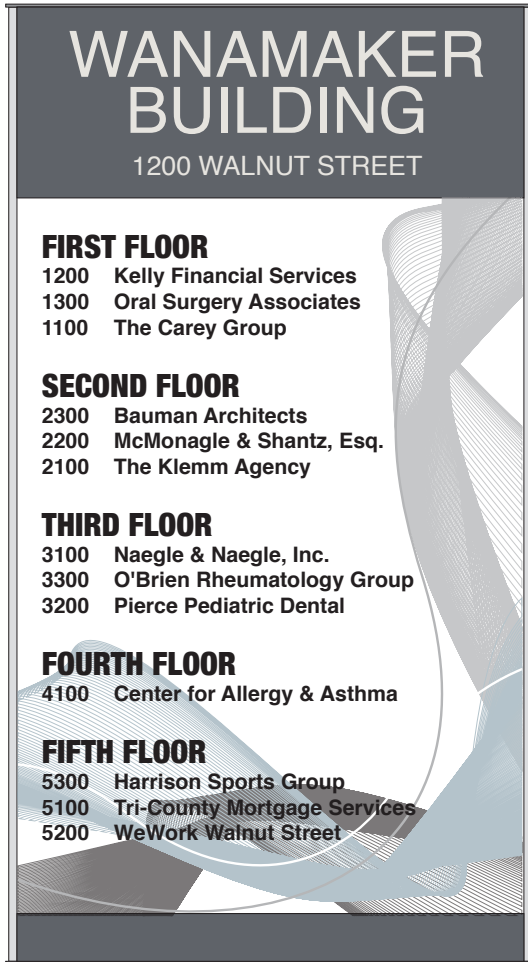 WANAMAKER
BUILDING
1200 WALNUT STREET
FIRST FLOOR
1200 Kelly Financial Services
1300 Oral Surgery Associates
1100 The Carey Group
SECOND FLOOR
2300 Bauman Architects
2200 McMonagle & Shantz, Esq.
2100 The Klemm Agency
THIRD FLOOR
3100 Naegle & Naegle, Inc.
3300 O'Brien Rheumatology Group
3200 Pierce Pediatric Dental
FOURTH FLOOR
4100 Center for Allergy & Asthma
FIFTH FLOOR
5300 Harrison Sports Group
5100 Tri-County Mortgage Services
5200 WeWork Walnut Street